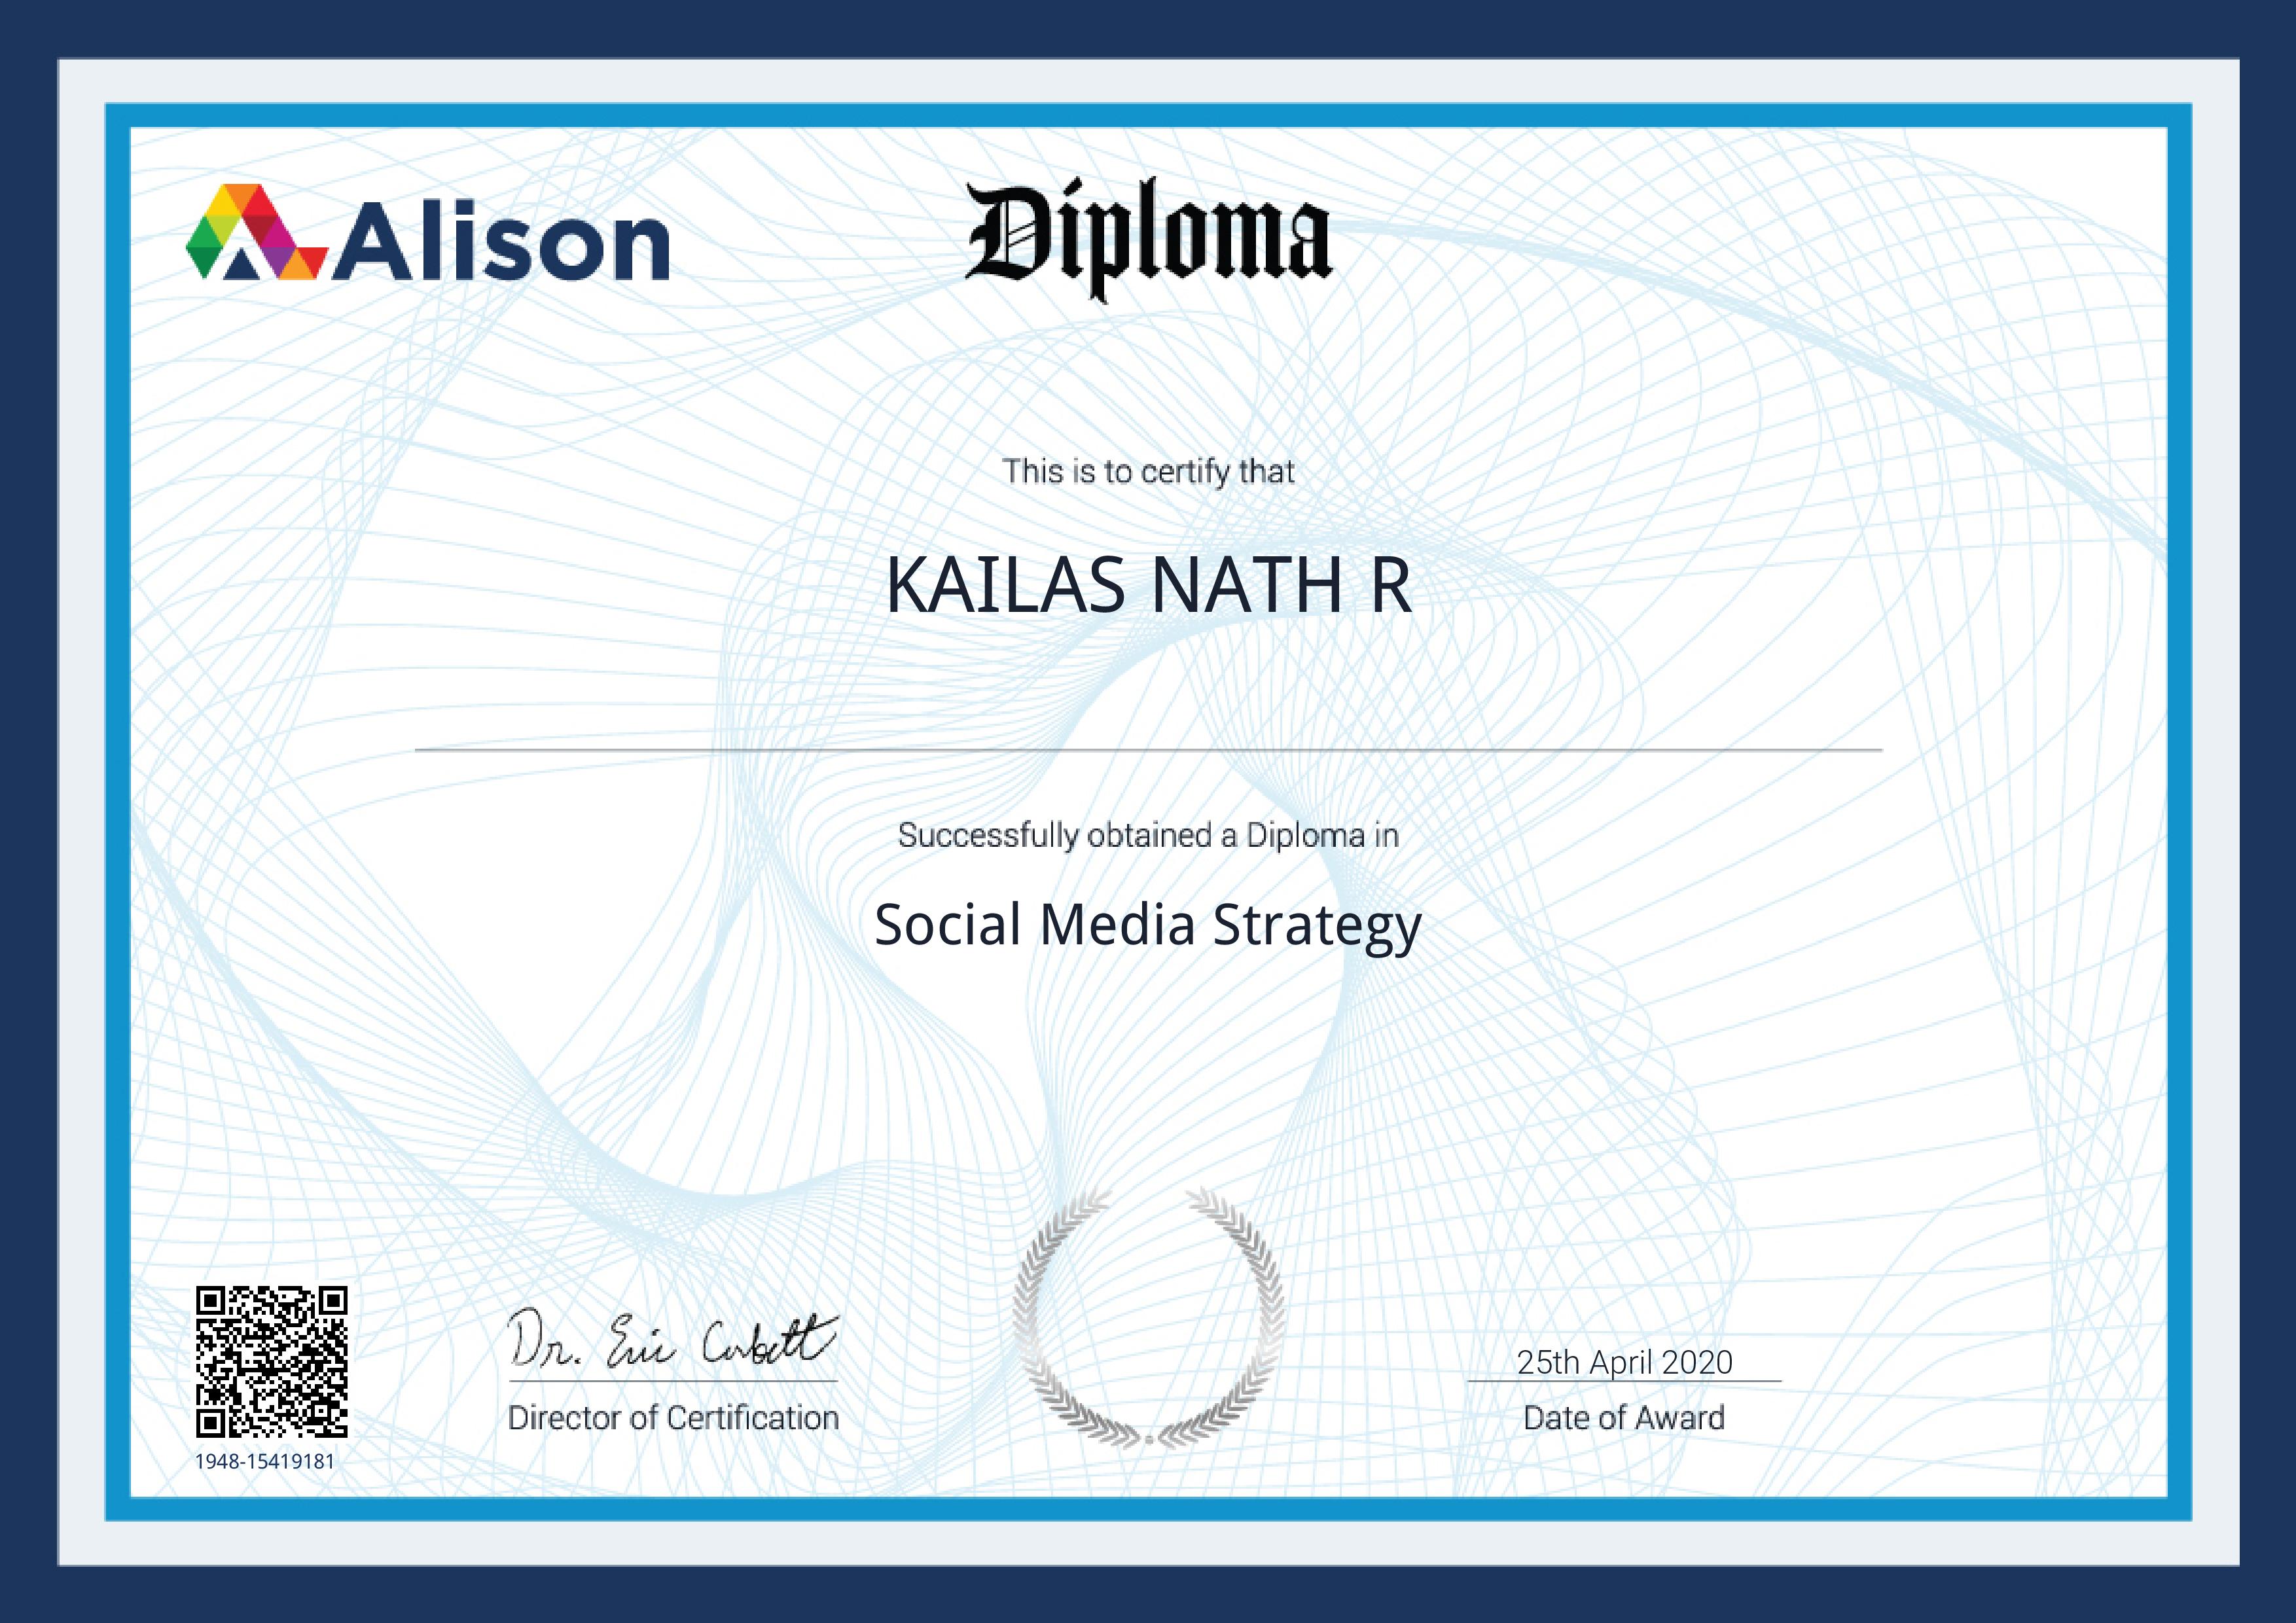 Alison
Diploma
This is to certify that
KAILAS NATH R
Successfully obtained a Diploma in
Social Media Strategy
Dr. Eric Corbett
25th April 2020
Director of Certification
Date of Award
1948-15419181